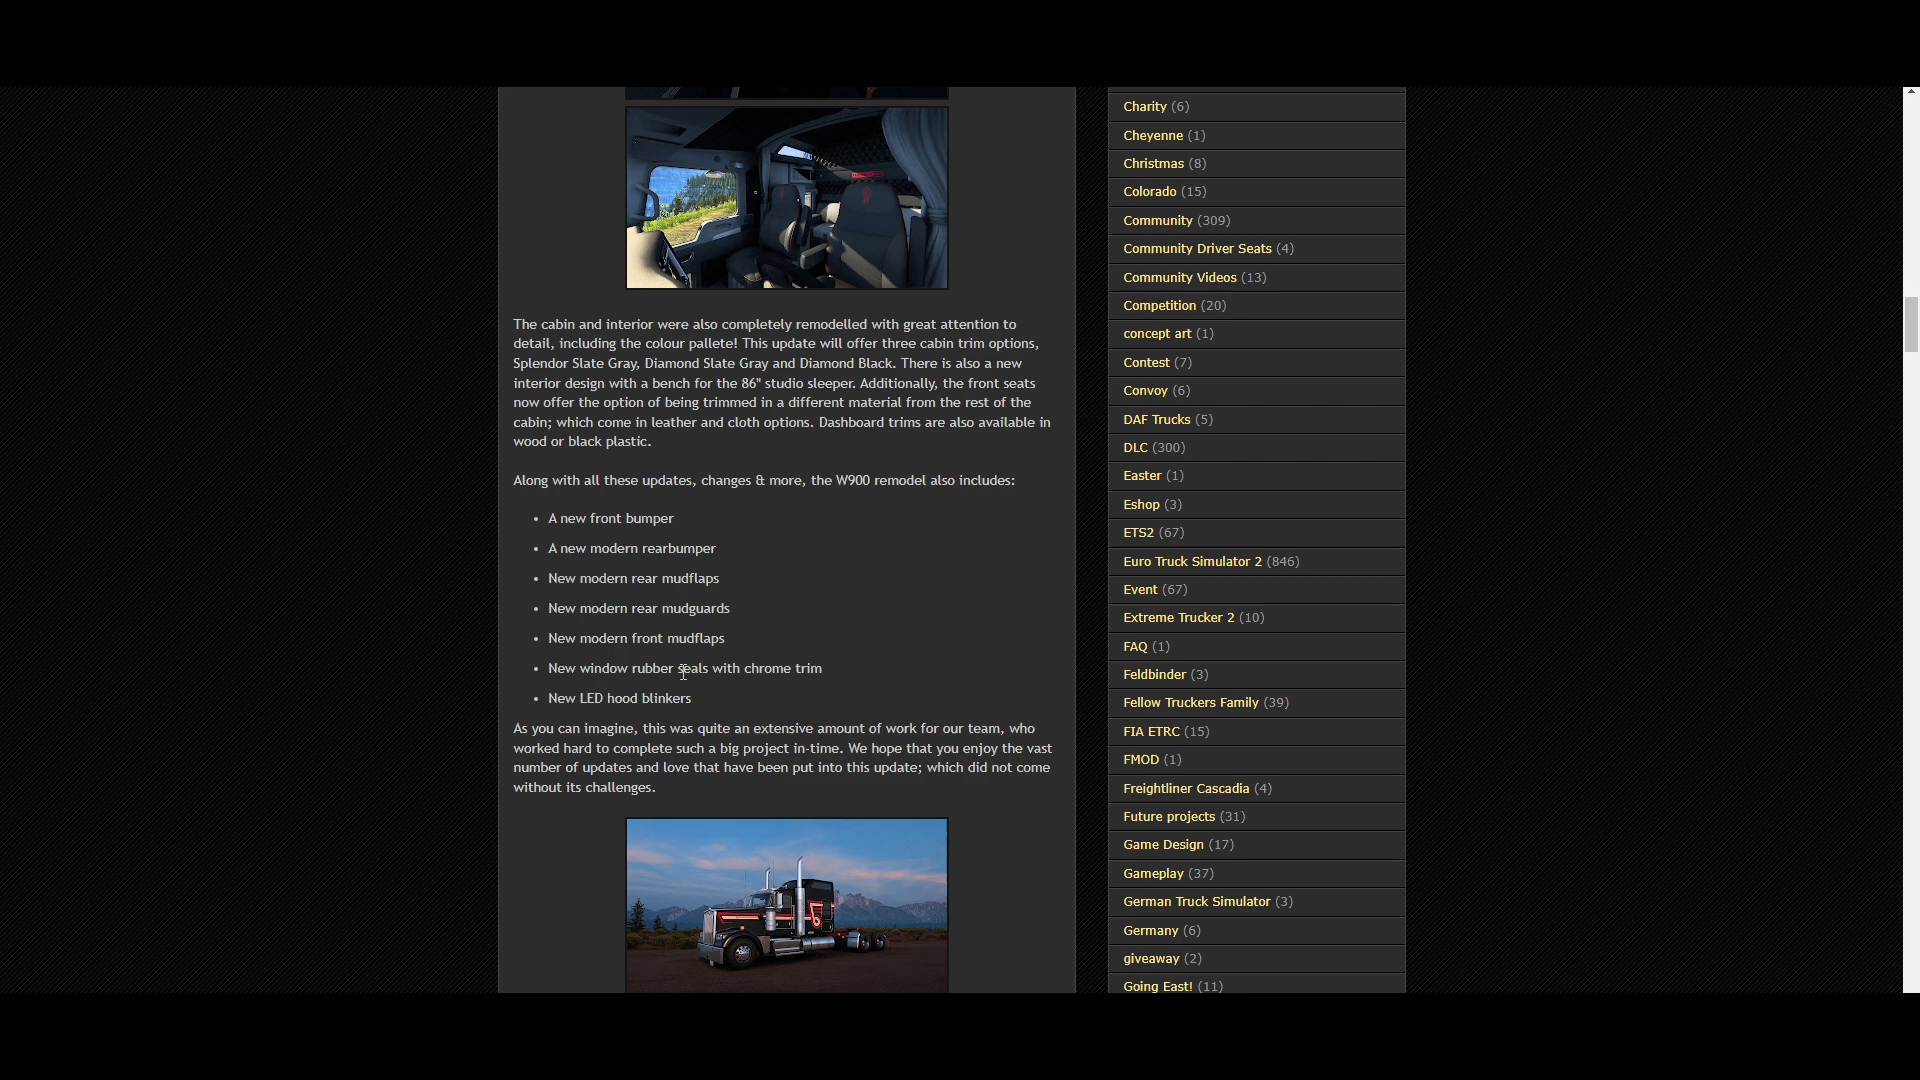 The cabin and interior were also completely remodelled with great attention to
detail, including the colour pallete! This update will offer three cabin trim options,
Splendor Slate Gray, Diamond Slate Gray and Diamond Black. There is also a new
interior design with a bench for the 86" studio sleeper. Additionally, the front seats
now offer the option of being trimmed in a different material from the rest of the
cabin; which come in leather and cloth options. Dashboard trims are also available in
wood or black plastic.
Along with all these updates, changes & more, the W900 remodel also includes:
• A new front bumper
• A new modern rearbumper
• New modern rear mudflaps
• New modern rear mudguards
• New modern front mudflaps
• New window rubber seals with chrome trim
• New LED hood blinkers
As you can imagine, this was quite an extensive amount of work for our team, who
worked hard to complete such a big project in-time. We hope that you enjoy the vast
number of updates and love that have been put into this update; which did not come
without its challenges.
Charity (6)
Cheyenne (1)
Christmas (8)
Colorado (15)
Community (309)
Community Driver Seats (4)
Community Videos (13)
Competition (20)
concept art (1)
Contest (7)
Convoy (6)
DAF Trucks (5)
DLC (300)
Easter (1)
Eshop (3)
ETS2 (67)
Euro Truck Simulator 2 (846)
Event (67)
Extreme Trucker 2 (10)
FAQ (1)
Feldbinder (3)
Fellow Truckers Family (39)
FIA ETRC (15)
FMOD (1)
Freightliner Cascadia (4)
Future projects (31)
Game Design (17)
Gameplay (37)
German Truck Simulator (3)
Germany (6)
giveaway (2)
Going East! (11)